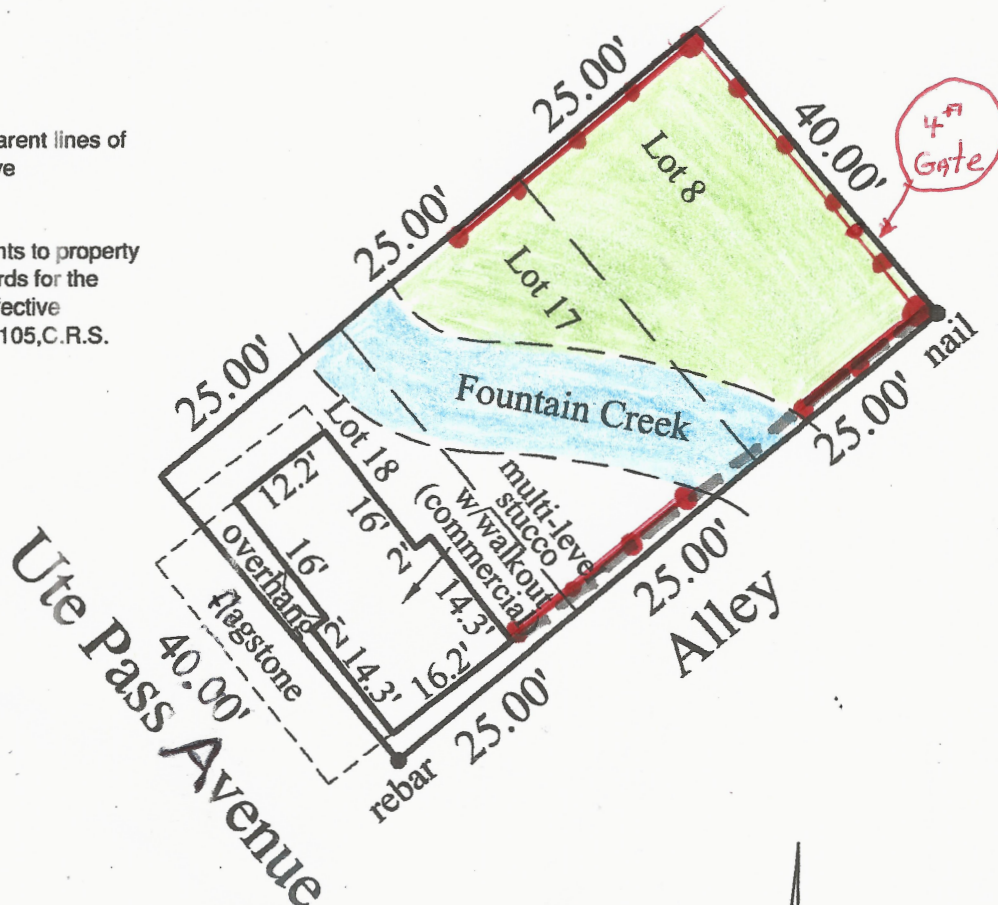 arent lines of
ve
nts to property
rds for the
fective
105,C.R.S.
25.00'
25.00'
25.00'
40.00'
4TH
GATE
Lot 8
Lot 17
Fountain Creek
Lot 18
multi-leve
stucco
w/walkout
(commercial
12.2'
16'
2'
14.3'
16'
2'
14.3'
16.2'
overhang
flagstone
40.00'
Ute Pass Avenue
rebar
25.00'
25.00'
25.00'
nail
Alley